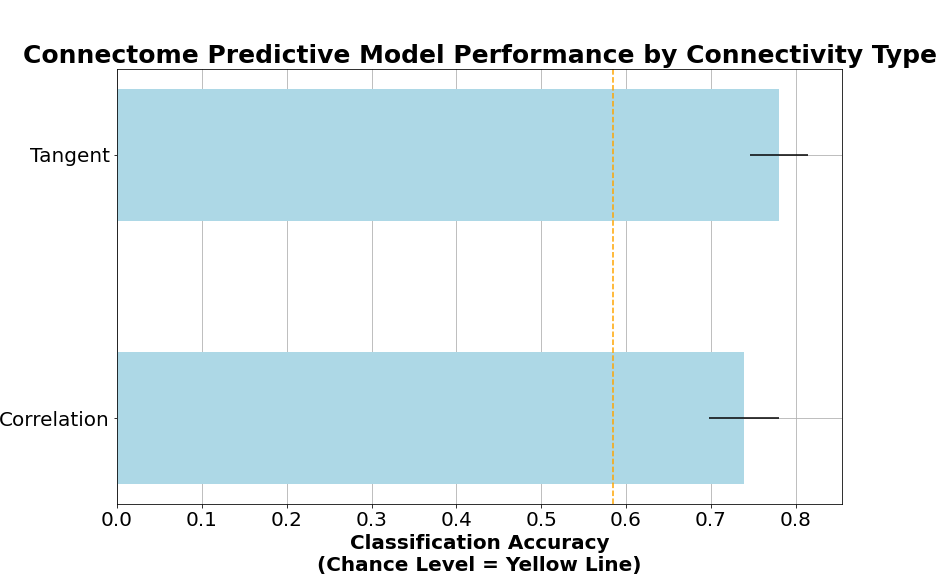 Connectome Predictive Model Performance by Connectivity Type
Tangent
Correlation
0.0 0.1 0.2 0.3 0.4 0.5 0.6 0.7 0.8
Classification Accuracy
(Chance Level = Yellow Line)